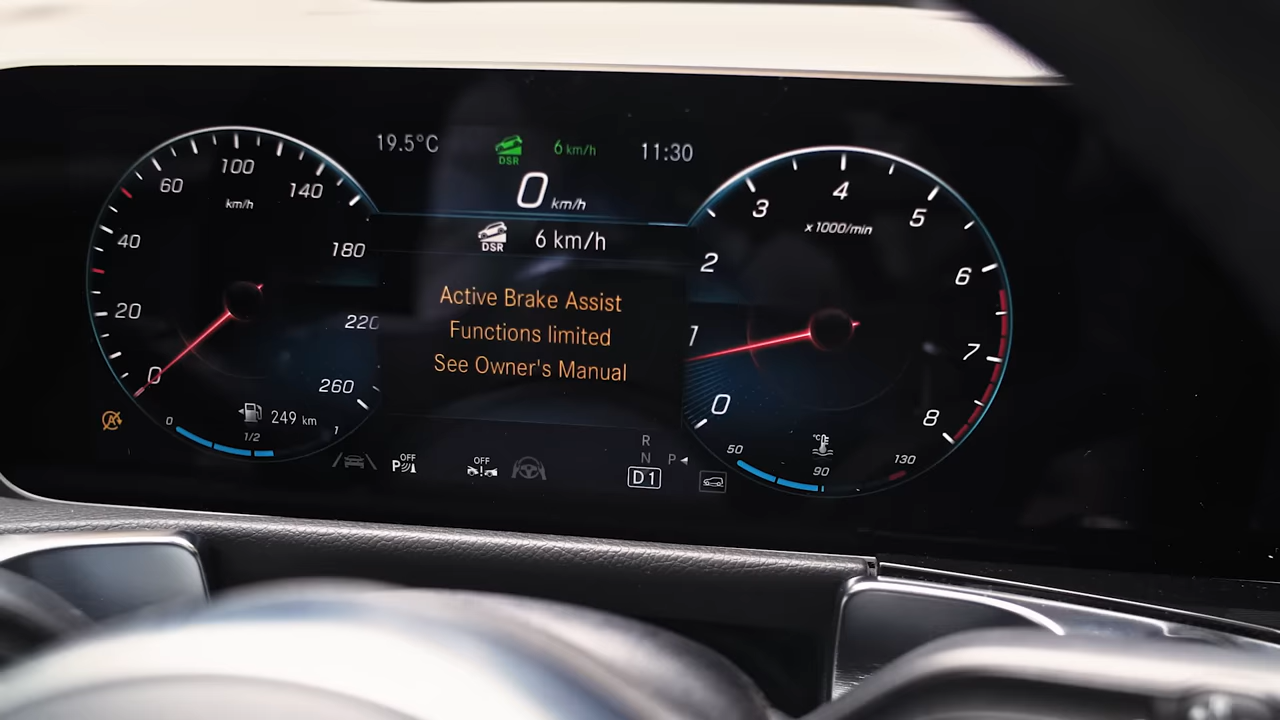 19.5°C
DSR
6 km/h
11:30
0 km/h
DSR
6 km/h
Active Brake Assist
Functions limited
See Owner's Manual
0
20
40
60
100
140
180
220
260
km/h
249 km
0
1/2
1
A
OFF
P
OFF
R
N
P
D1
0
1
2
3
4
5
6
7
8
x1000/min
°C
50
90
130